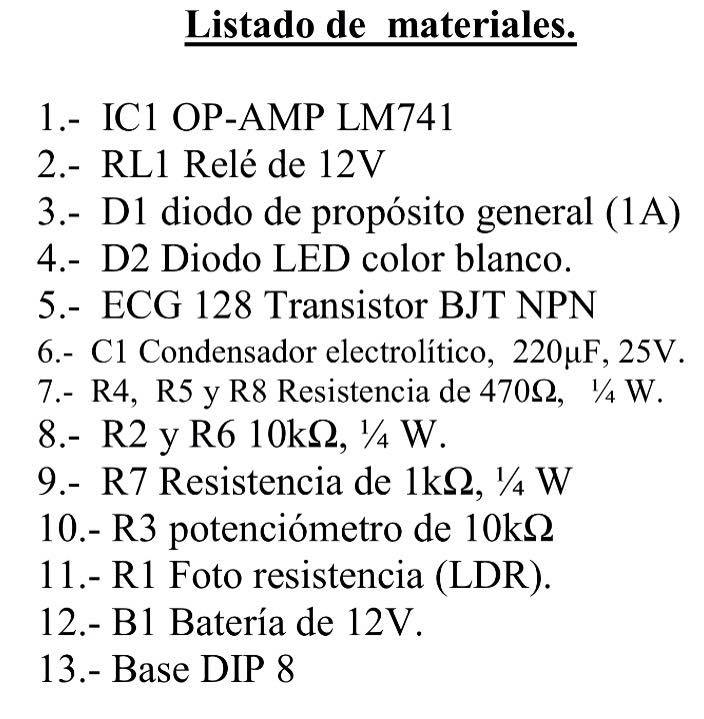 Listado de materiales.
1.- IC1 OP-AMP LM741
2.- RL1 Relé de 12V
3.- D1 diodo de propósito general (1A)
4.- D2 Diodo LED color blanco.
5.- ECG 128 Transistor BJT NPN
6.- C1 Condensador electrolítico, 220µF, 25V.
7.- R4, R5 y R8 Resistencia de 470Ω, ¼ W.
8.- R2 y R6 10kΩ, ¼ W.
9.- R7 Resistencia de 1kΩ, ¼ W
10.- R3 potenciómetro de 10kΩ
11.- R1 Foto resistencia (LDR).
12.- B1 Batería de 12V.
13.- Base DIP 8